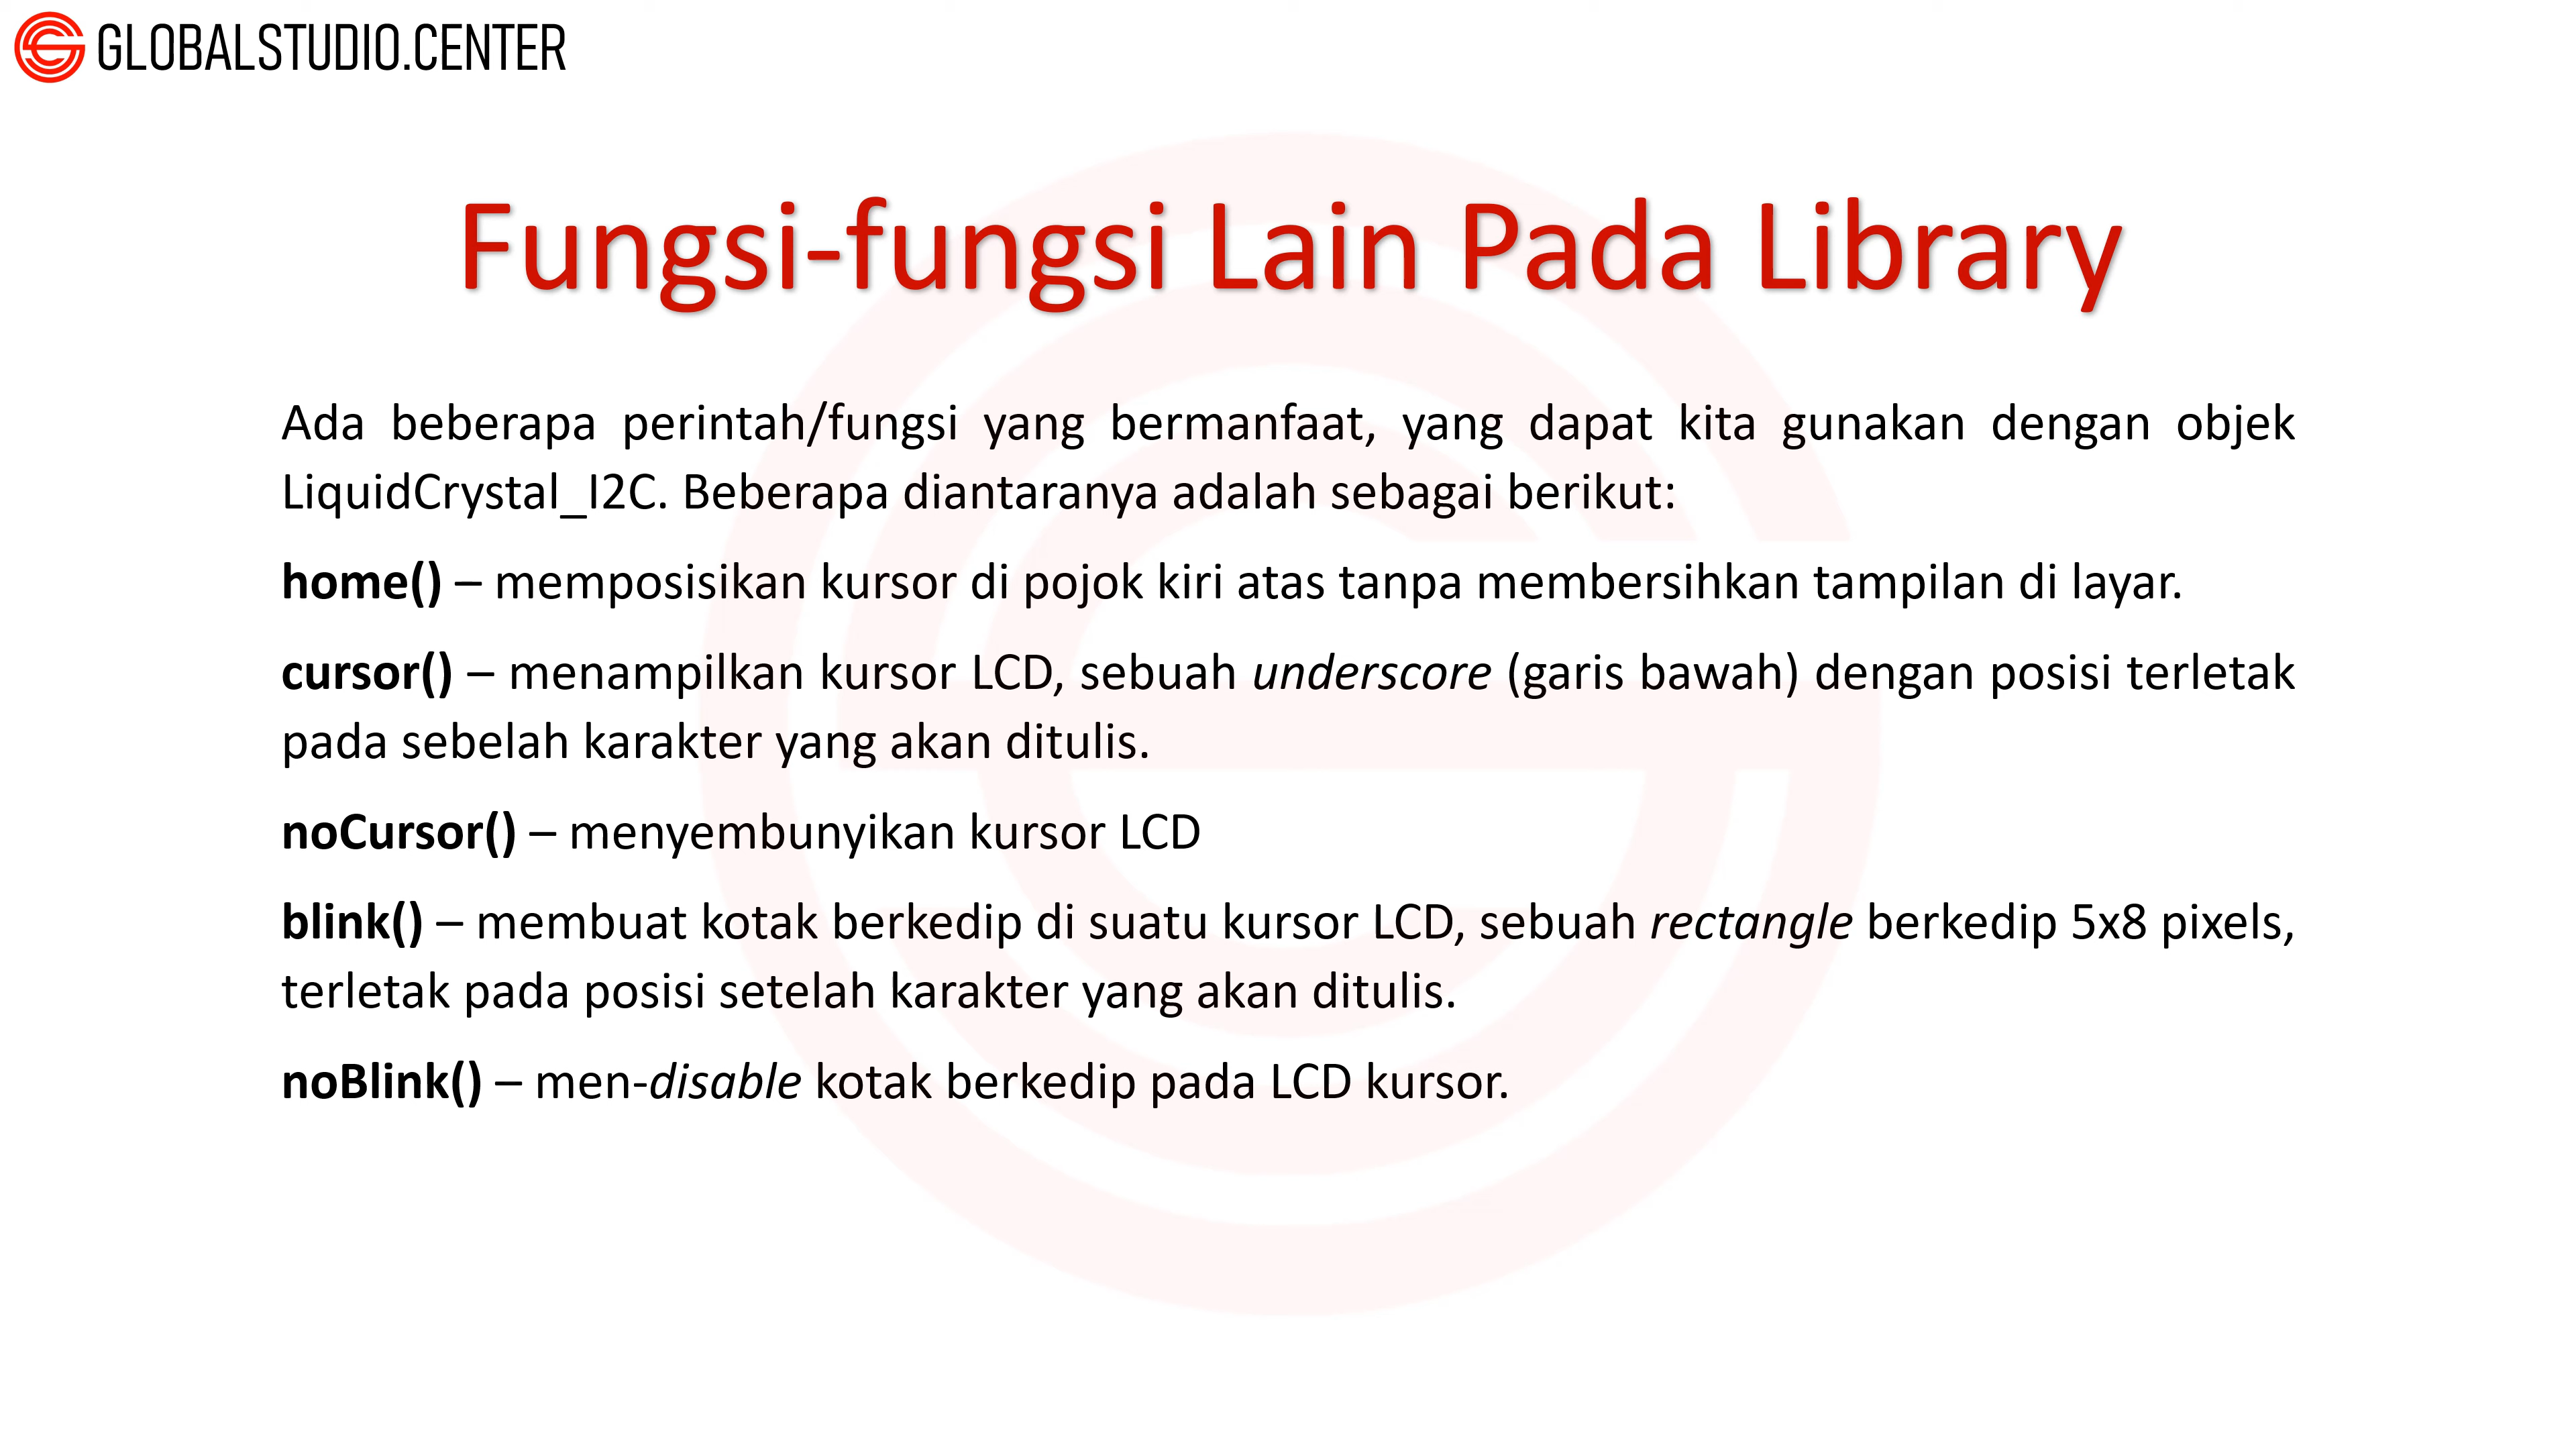 GLOBALSTUDIO.CENTER
Fungsi-fungsi Lain Pada Library
Ada beberapa perintah/fungsi yang bermanfaat, yang dapat kita gunakan dengan objek
LiquidCrystal_I2C. Beberapa diantaranya adalah sebagai berikut:
home() – memposisikan kursor di pojok kiri atas tanpa membersihkan tampilan di layar.
cursor() – menampilkan kursor LCD, sebuah underscore (garis bawah) dengan posisi terletak
pada sebelah karakter yang akan ditulis.
noCursor() – menyembunyikan kursor LCD
blink() – membuat kotak berkedip di suatu kursor LCD, sebuah rectangle berkedip 5x8 pixels,
terletak pada posisi setelah karakter yang akan ditulis.
noBlink() – men-disable kotak berkedip pada LCD kursor.